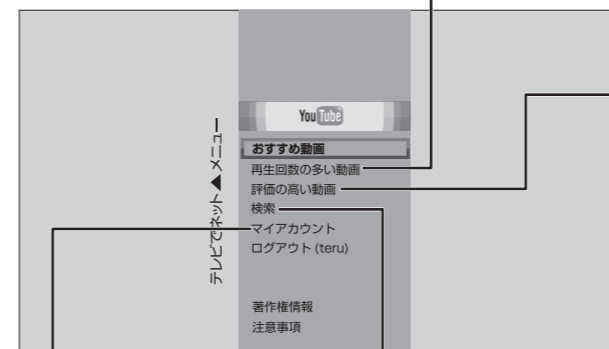 テレビでネット▲メニュー
YouTube
おすすめ動画
再生回数の多い動画
評価の高い動画
検索
マイアカウント
ログアウト (teru)
著作権情報
注意事項